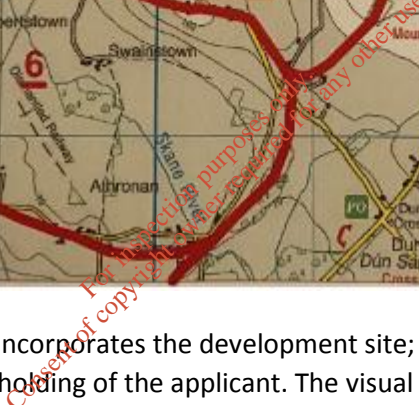 Swainstown
6
Dismantled Railway
Skane River
Athronan
PO
C
Dún Sa
Cross
For inspection purposes only.
Consent of copyright owner required for any other use
ncorporates the development site;
holding of the applicant. The visual